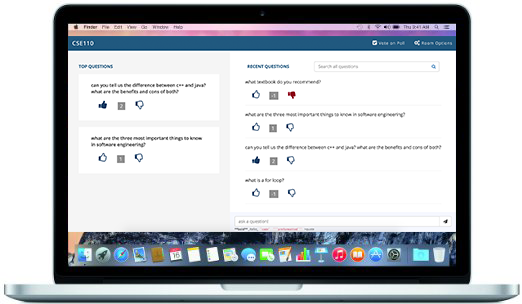 Finder File Edit View Go Window Help
Thu 9:41 AM
CSE110
Vote on Poll Room Options
TOP QUESTIONS
can you tell us the difference between c++ and java?
what are the benefits and cons of both?
2
what are the three most important things to know
in software engineering?
1
RECENT QUESTIONS
Search all questions
what textbook do you recommend?
-1
what are the three most important things to know in software engineering?
1
can you tell us the difference between c++ and java? what are the benefits and cons of both?
2
what is a for loop?
-1
ask a question!